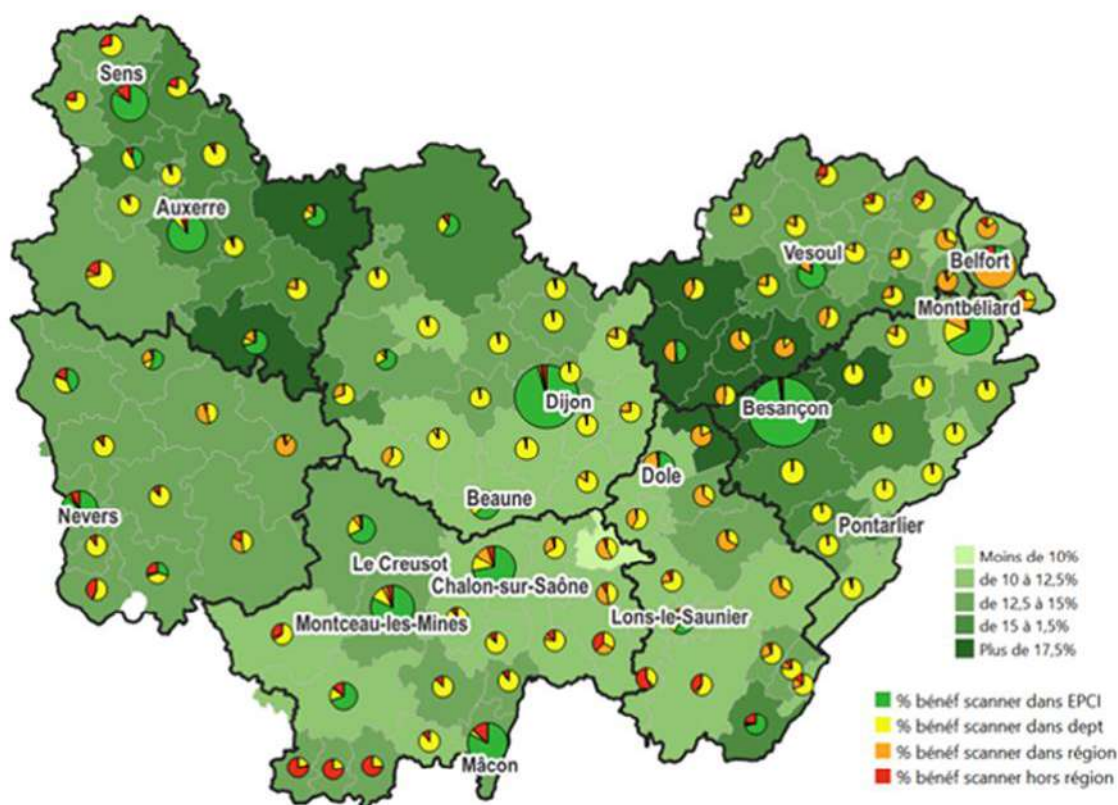 Sens
Auxerre
Vesoul
Belfort
Montbéliard
Dijon
Besançon
Dole
Beaune
Nevers
Pontarlier
Le Creusot
Chalon-sur-Saône
Montceau-les-Mines
Lons-le-Saunier
Mâcon
Moins de 10%
de 10 à 12,5%
de 12,5 à 15%
de 15 à 1,5%
Plus de 17,5%
% bénéf scanner dans EPCI
% bénéf scanner dans dept
% bénéf scanner dans région
% bénéf scanner hors région